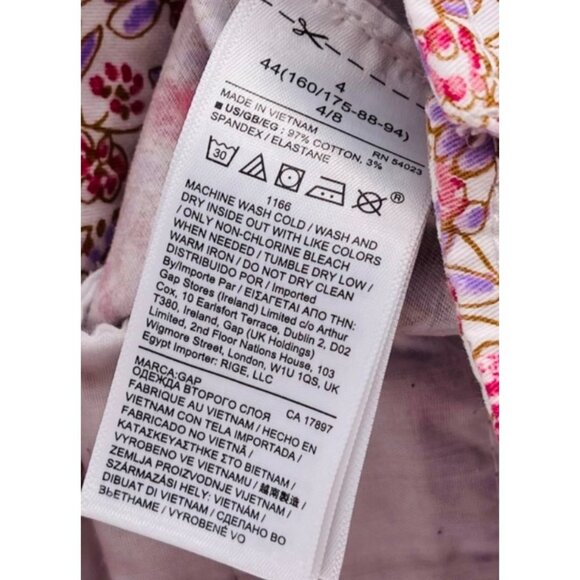 4
44(160/175-88-94)
4/8
MADE IN VIETNAM RN 54023
■ US/GB/EG ; 97% COTTON, 3%
SPANDEX / ELASTANE
30
®
1166
MACHINE WASH COLD / WASH AND
DRY INSIDE OUT WITH LIKE COLORS
/ ONLY NON-CHLORINE BLEACH
WHEN NEEDED / TUMBLE DRY LOW /
WARM IRON / DO NOT DRY CLEAN
DISTRIBUIDO POR / Imported
By/Importe Par / ΕΙΣΑΓΕΤΑΙ ΑΠΟ ΤΗΝ:
Gap Stores (Ireland) Limited c/o Arthur
Cox, 10 Earlsfort Terrace, Dublin 2, D02
T380, Ireland, Gap (UK Holdings)
Limited, 2nd Floor Nations House, 103
Wigmore Street, London, W1U 1QS, UK
Egypt Importer: RIGE, LLC
MARCA:GAP CA 17897
ОДЕЖДА ВТОРОГО СЛОЯ
FABRIQUE AU VIETNAM / HECHO EN
VIETNAM CON TELA IMPORTADA /
FABRICADO NO VIETNÃ /
ΚΑΤΑΣΚΕΥΑΣΤΗΚΕ ΣΤΟ ΒΙΕΤΝΑΜ /
VYROBENO VE VIETNAMU /
ZEMLJA PROIZVODNJE VIJETNAM /
SZÁRMAZÁSI HELY: VIETNÁM /
DIBUAT DI VIETNAM / СДЕЛАНО ВО
ВЬЕТНАМЕ / VYROBENÉ VO
越南製造 /